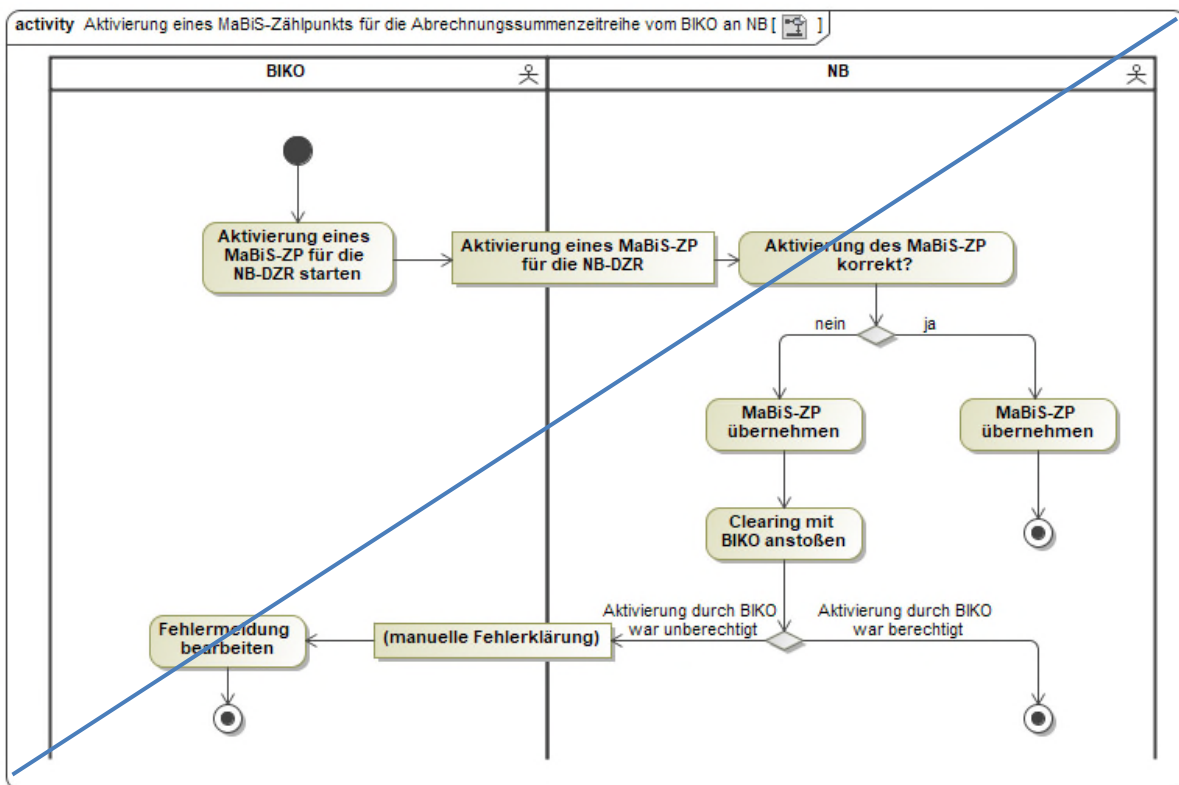 activity Aktivierung eines MaBiS-Zählpunkts für die Abrechnungssummenzeitreihe vom BIKO an NB [ ]
BIKO
NB
Aktivierung eines
MaBiS-ZP für die
NB-DZR starten
Aktivierung eines MaBiS-ZP
für die NB-DZR
Aktivierung des MaBiS-ZP
korrekt?
nein
ja
MaBiS-ZP
übernehmen
MaBiS-ZP
übernehmen
Clearing mit
BIKO anstoßen
Aktivierung durch BIKO
war unberechtigt
Aktivierung durch BIKO
war berechtigt
(manuelle Fehlerklärung)
Fehlermeldung
bearbeiten